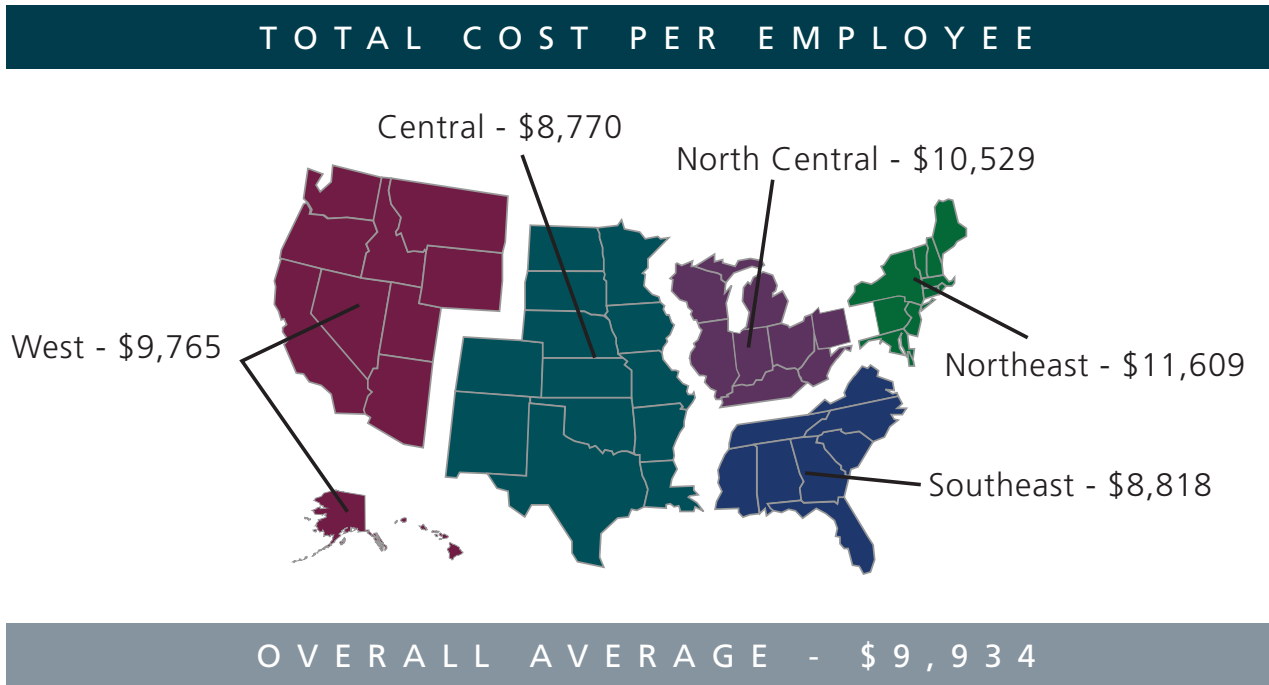 TOTAL COST PER EMPLOYEE
Central - $8,770
North Central - $10,529
West - $9,765
Northeast - $11,609
Southeast - $8,818
OVERALL AVERAGE - $9,934